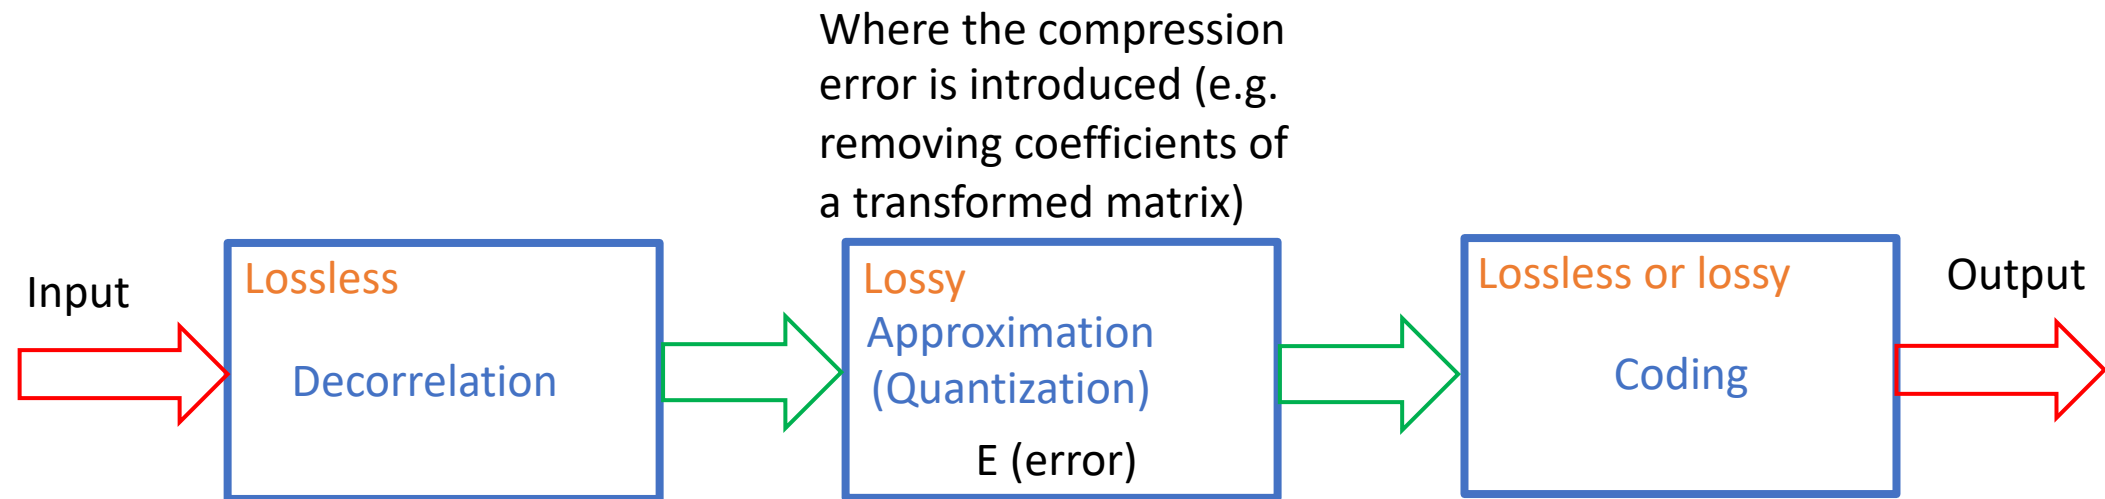 Where the compression
error is introduced (e.g.
removing coefficients of
a transformed matrix)
Input
Lossless
Decorrelation
Lossy
Approximation
(Quantization)
E (error)
Lossless or lossy
Coding
Output